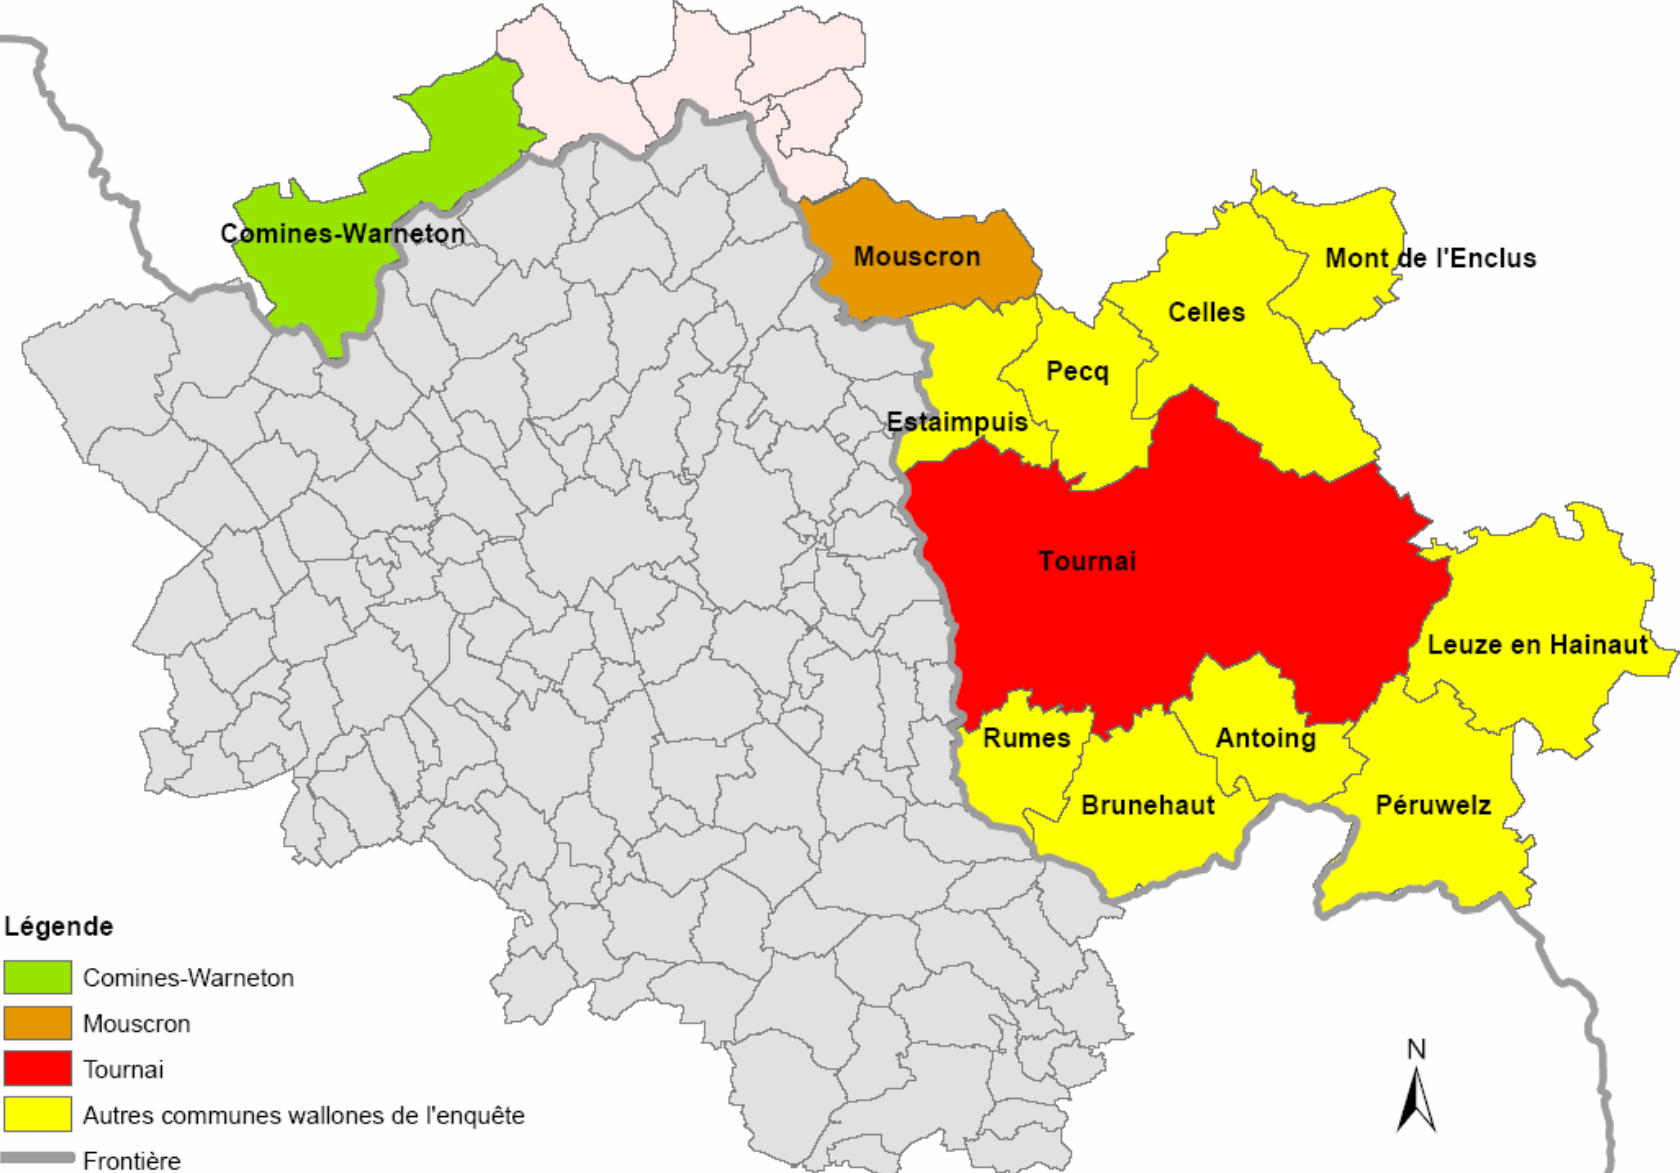 Comines-Warneton
Mouscron
Mont de l'Enclus
Celles
Pecq
Estaimpuis
Tournai
Leuze en Hainaut
Rumes
Antoing
Brunehaut
Péruwelz
Légende
Comines-Warneton
Mouscron
Tournai
Autres communes wallones de l'enquête
Frontière
N